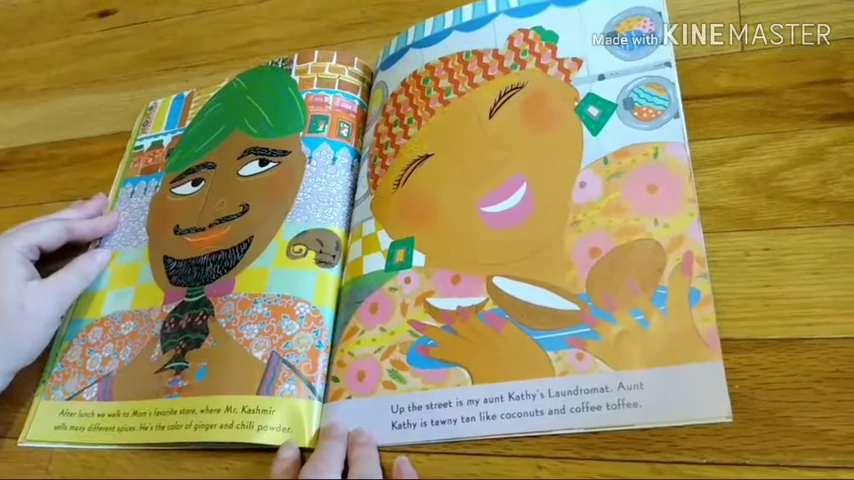 Made with KINEMASTER
After lunch we walk to Mom's favorite store, where Mr. Kashmir
sells many different spices. He's the color of ginger and chili powder.
Up the street is my aunt Kathy's Laundromat. Aunt
Kathy is tawny tan like coconuts and coffee toffee.